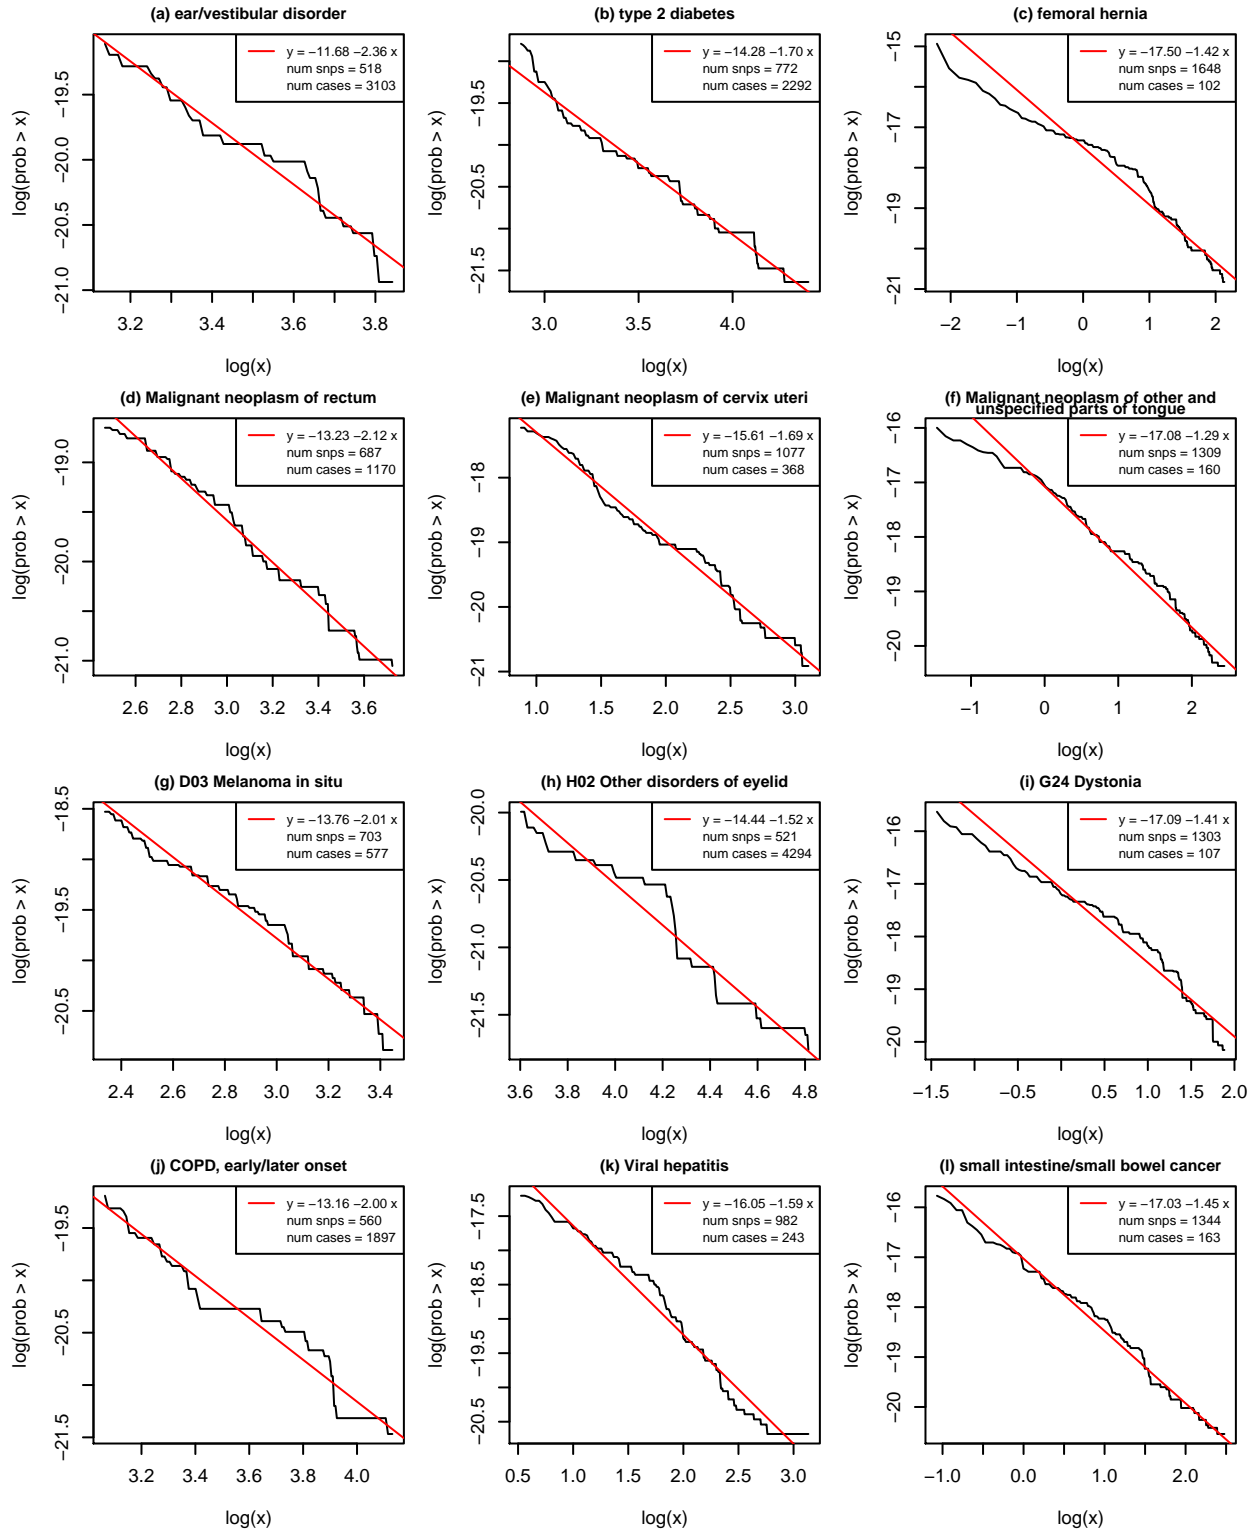 (a) ear/vestibular disorder
y = −11.68 −2.36 x
num snps = 518
num cases = 3103
log(prob > x)
−19.5
−20.0
−20.5
−21.0
3.2 3.4 3.6 3.8
log(x)
(b) type 2 diabetes
y = −14.28 −1.70 x
num snps = 772
num cases = 2292
log(prob > x)
−19.5
−20.5
−21.5
3.0 3.5 4.0
log(x)
(c) femoral hernia
y = −17.50 −1.42 x
num snps = 1648
num cases = 102
log(prob > x)
−15
−17
−19
−21
−2 −1 0 1 2
log(x)
(d) Malignant neoplasm of rectum
y = −13.23 −2.12 x
num snps = 687
num cases = 1170
log(prob > x)
−19.0
−20.0
−21.0
2.6 2.8 3.0 3.2 3.4 3.6
log(x)
(e) Malignant neoplasm of cervix uteri
y = −15.61 −1.69 x
num snps = 1077
num cases = 368
log(prob > x)
−18
−19
−20
−21
1.0 1.5 2.0 2.5 3.0
log(x)
(f) Malignant neoplasm of other and
unspecified parts of tongue
y = −17.08 −1.29 x
num snps = 1309
num cases = 160
log(prob > x)
−16
−17
−18
−19
−20
−1 0 1 2
log(x)
(g) D03 Melanoma in situ
y = −13.76 −2.01 x
num snps = 703
num cases = 577
log(prob > x)
−18.5
−19.5
−20.5
2.4 2.6 2.8 3.0 3.2 3.4
log(x)
(h) H02 Other disorders of eyelid
y = −14.44 −1.52 x
num snps = 521
num cases = 4294
log(prob > x)
−20.0
−20.5
−21.0
−21.5
3.6 3.8 4.0 4.2 4.4 4.6 4.8
log(x)
(i) G24 Dystonia
y = −17.09 −1.41 x
num snps = 1303
num cases = 107
log(prob > x)
−16
−17
−18
−19
−20
−1.5 −0.5 0.5 1.0 1.5 2.0
log(x)
(j) COPD, early/later onset
y = −13.16 −2.00 x
num snps = 560
num cases = 1897
log(prob > x)
−19.5
−20.5
−21.5
3.2 3.4 3.6 3.8 4.0
log(x)
(k) Viral hepatitis
y = −16.05 −1.59 x
num snps = 982
num cases = 243
log(prob > x)
−17.5
−18.5
−19.5
−20.5
0.5 1.0 1.5 2.0 2.5 3.0
log(x)
(l) small intestine/small bowel cancer
y = −17.03 −1.45 x
num snps = 1344
num cases = 163
log(prob > x)
−16
−17
−18
−19
−20
−1.0 0.0 1.0 2.0
log(x)